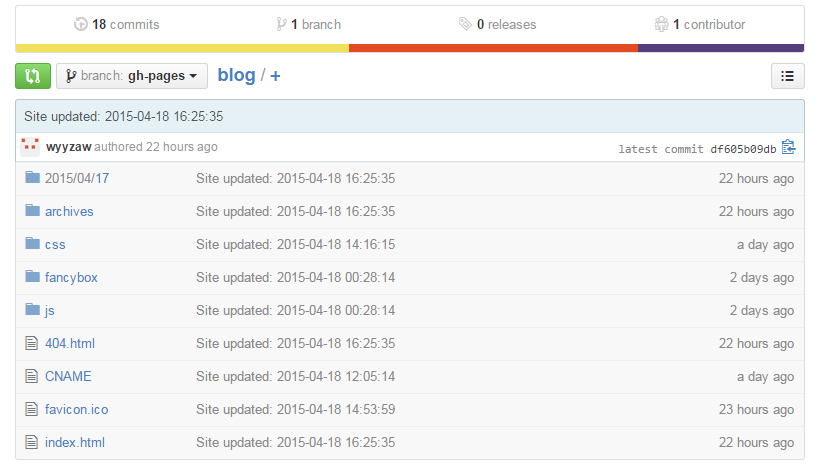 18 commits 1 branch 0 releases 1 contributor
branch: gh-pages blog / +
Site updated: 2015-04-18 16:25:35
wyyzaw authored 22 hours ago latest commit df605b09db
2015/04/17 Site updated: 2015-04-18 16:25:35 22 hours ago
archives Site updated: 2015-04-18 16:25:35 22 hours ago
css Site updated: 2015-04-18 14:16:15 a day ago
fancybox Site updated: 2015-04-18 00:28:14 2 days ago
js Site updated: 2015-04-18 00:28:14 2 days ago
404.html Site updated: 2015-04-18 16:25:35 22 hours ago
CNAME Site updated: 2015-04-18 12:05:14 a day ago
favicon.ico Site updated: 2015-04-18 14:53:59 23 hours ago
index.html Site updated: 2015-04-18 16:25:35 22 hours ago